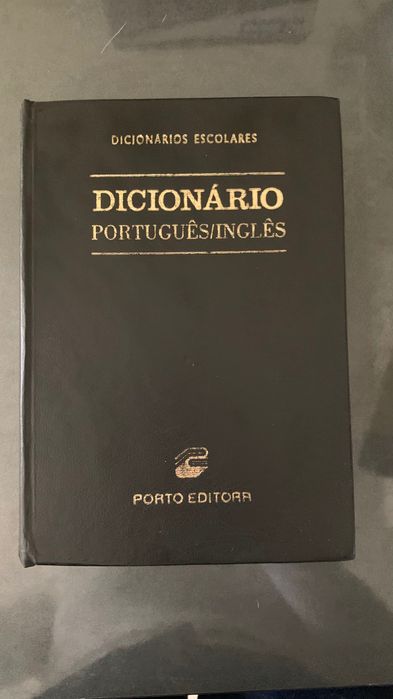 DICIONÁRIOS ESCOLARES
DICIONÁRIO
PORTUGUÊS/INGLÊS
PORTO EDITORA